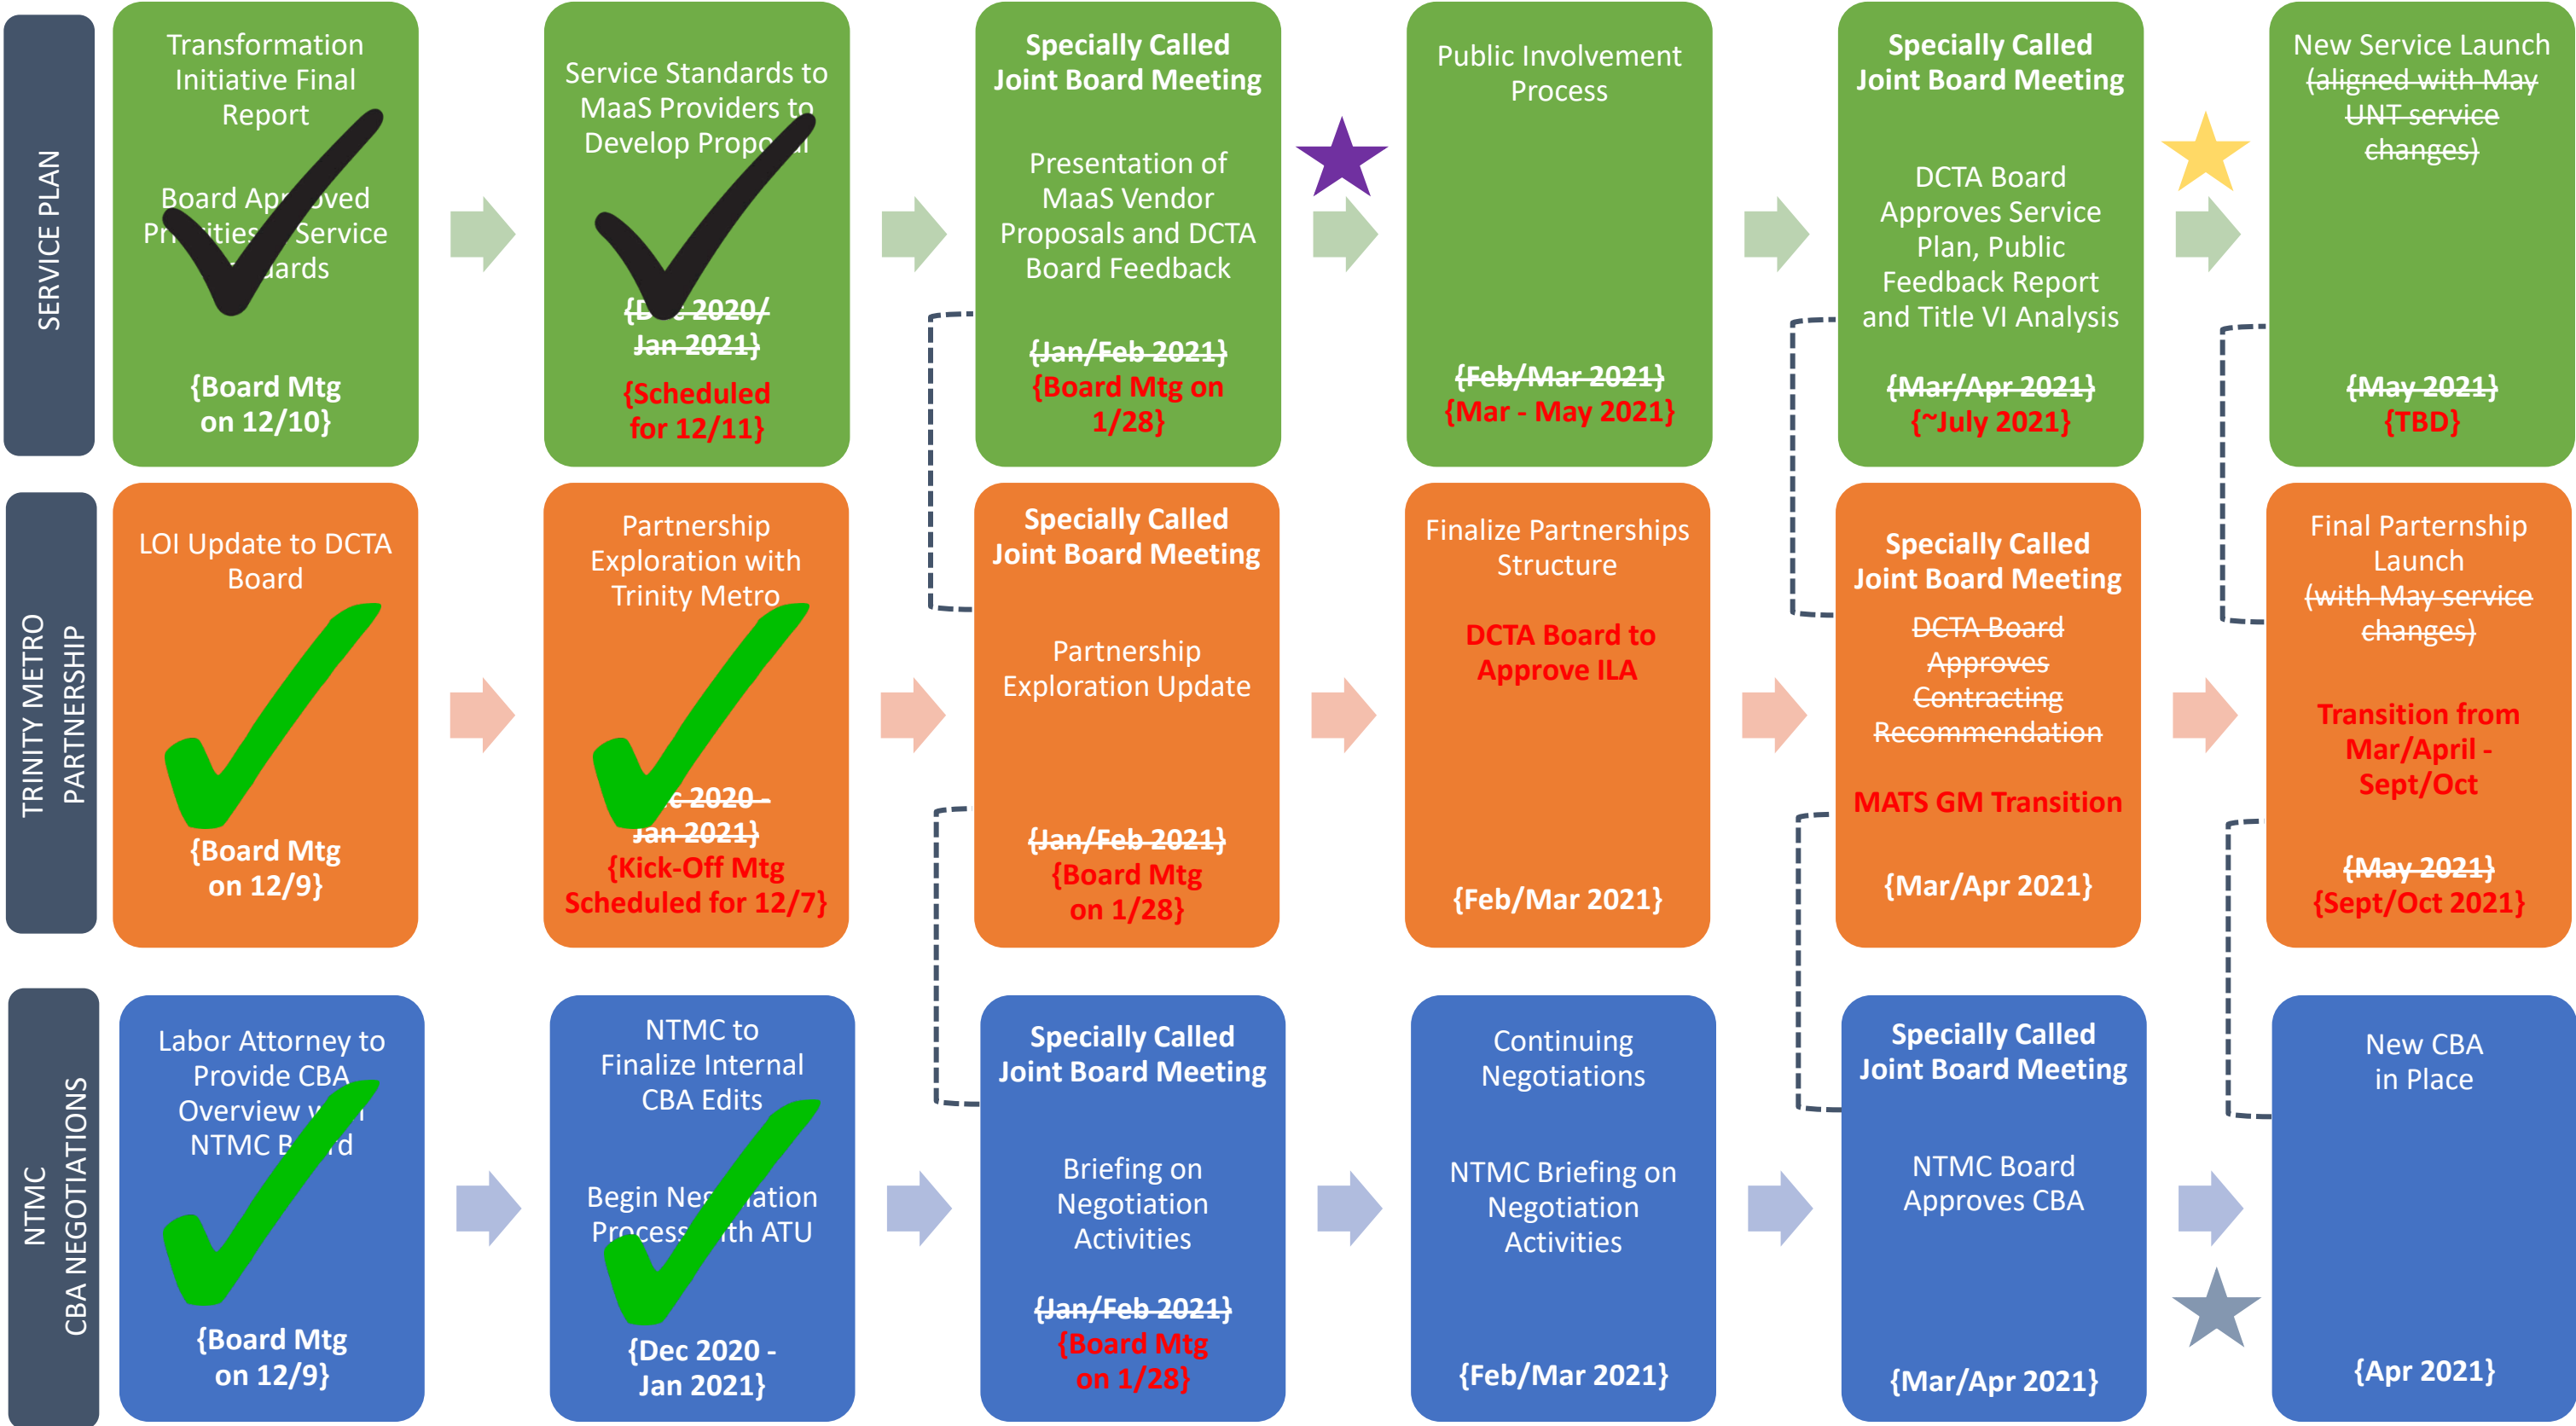 SERVICE PLAN
Transformation
Initiative Final
Report
Board Approved
Service
{Board Mtg
on 12/10}
Service Standards to
MaaS Providers to
Develop
{Dec 2020/
Jan 2021}
{Scheduled
for 12/11}
Specially Called
Joint Board Meeting
Presentation of
MaaS Vendor
Proposals and DCTA
Board Feedback
{Jan/Feb 2021}
{Board Mtg on
1/28}
Public Involvement
Process
{Feb/Mar 2021}
{Mar - May 2021}
Specially Called
Joint Board Meeting
DCTA Board
Approves Service
Plan, Public
Feedback Report
and Title VI Analysis
{Mar/Apr 2021}
{~July 2021}
New Service Launch
(aligned with May
UNT service
changes)
{May 2021}
{TBD}
TRINITY METRO
PARTNERSHIP
LOI Update to DCTA
Board
{Board Mtg
on 12/9}
Partnership
Exploration with
Trinity Metro
2020 -
Jan 2021}
{Kick-Off Mtg
Scheduled for 12/7}
Specially Called
Joint Board Meeting
Partnership
Exploration Update
{Jan/Feb 2021}
{Board Mtg
on 1/28}
Finalize Partnerships
Structure
DCTA Board to
Approve ILA
{Feb/Mar 2021}
Specially Called
Joint Board Meeting
DCTA Board
Approves
Contracting
Recommendation
MATS GM Transition
{Mar/Apr 2021}
Final Parternship
Launch
(with May service
changes)
Transition from
Mar/April -
Sept/Oct
{May 2021}
{Sept/Oct 2021}
NTMC
CBA NEGOTIATIONS
Labor Attorney to
Provide CBA
Overview with
NTMC Board
{Board Mtg
on 12/9}
NTMC to
Finalize Internal
CBA Edits
Begin Negotiation
Process with ATU
{Dec 2020 -
Jan 2021}
Specially Called
Joint Board Meeting
Briefing on
Negotiation
Activities
{Jan/Feb 2021}
{Board Mtg
on 1/28}
Continuing
Negotiations
NTMC Briefing on
Negotiation
Activities
{Feb/Mar 2021}
Specially Called
Joint Board Meeting
NTMC Board
Approves CBA
{Mar/Apr 2021}
New CBA
in Place
{Apr 2021}